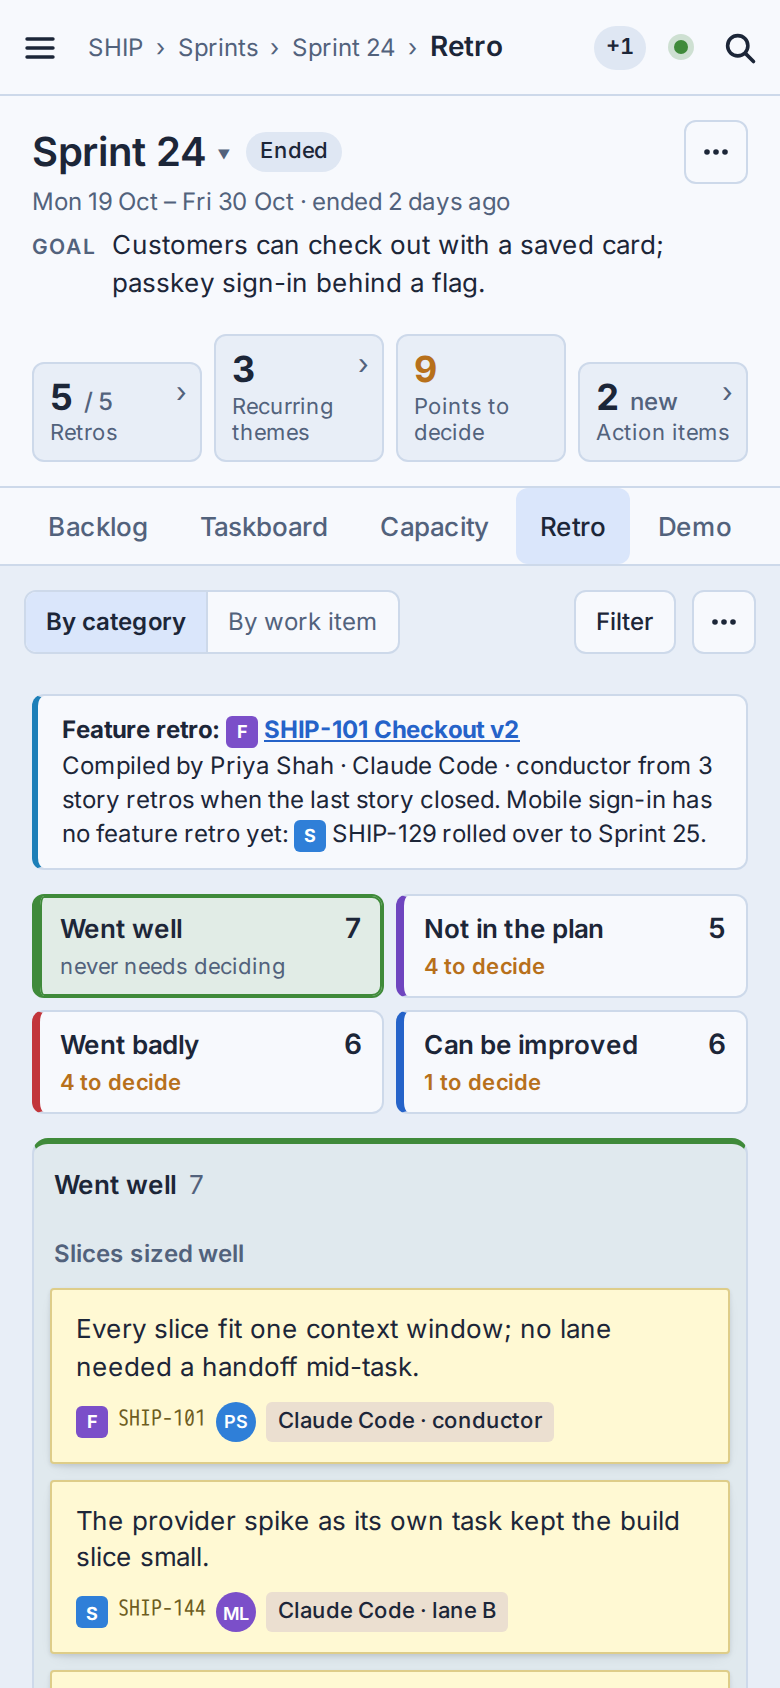 SHIP › Sprints › Sprint 24 › Retro +1
Sprint 24 ▾ Ended •••
Mon 19 Oct – Fri 30 Oct · ended 2 days ago
GOAL Customers can check out with a saved card;
passkey sign-in behind a flag.
5 / 5 ›
Retros
3 ›
Recurring
themes
9
Points to
decide
2 new ›
Action items
Backlog Taskboard Capacity Retro Demo
By category By work item Filter •••
Feature retro: F SHIP-101 Checkout v2
Compiled by Priya Shah · Claude Code · conductor from 3
story retros when the last story closed. Mobile sign-in has
no feature retro yet: S SHIP-129 rolled over to Sprint 25.
Went well 7
never needs deciding
Not in the plan 5
4 to decide
Went badly 6
4 to decide
Can be improved 6
1 to decide
Went well 7
Slices sized well
Every slice fit one context window; no lane
needed a handoff mid-task.
F SHIP-101 PS Claude Code · conductor
The provider spike as its own task kept the build
slice small.
S SHIP-144 ML Claude Code · lane B